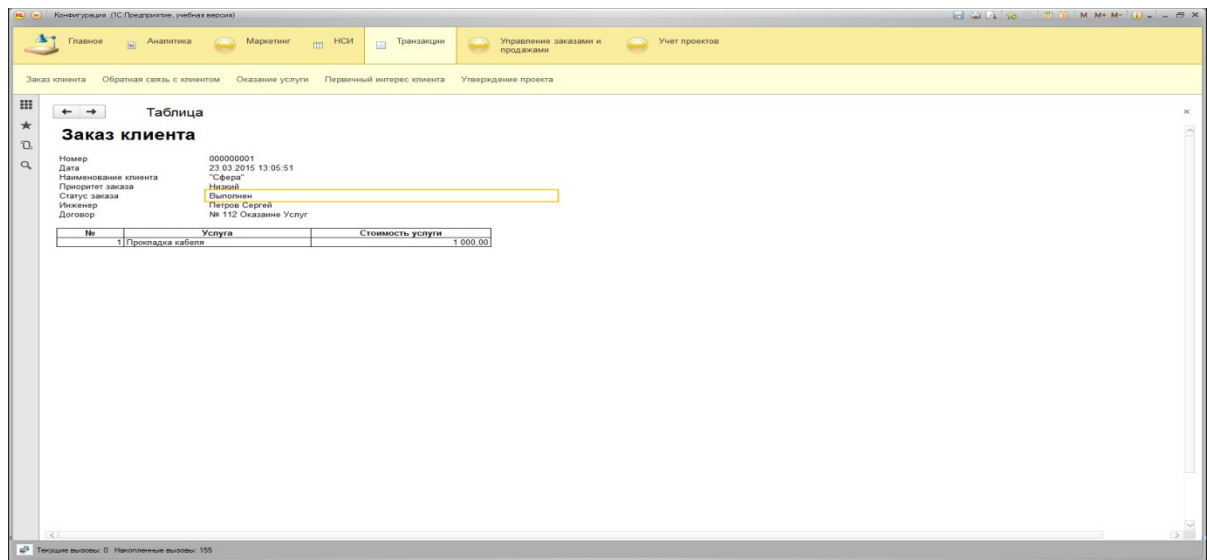 Конфигурация (1С:Предприятие, учебная версия) M M+ M-
Главное Аналитика Маркетинг НСИ Транзакции Управление заказами и продажами Учет проектов
Заказ клиента Обратная связь с клиентом Оказание услуги Первичный интерес клиента Утверждение проекта
Таблица
Заказ клиента
Номер 000000001
Дата 23.03.2015 13:05:51
Наименование клиента "Сфера"
Приоритет заказа Низкий
Статус заказа Выполнен
Инженер Петров Сергей
Договор № 112 Оказаине Услуг
№ Услуга Стоимость услуги
1 Прокладка кабеля 1 000,00
Текущие вызовы: 0 Накопленные вызовы: 155